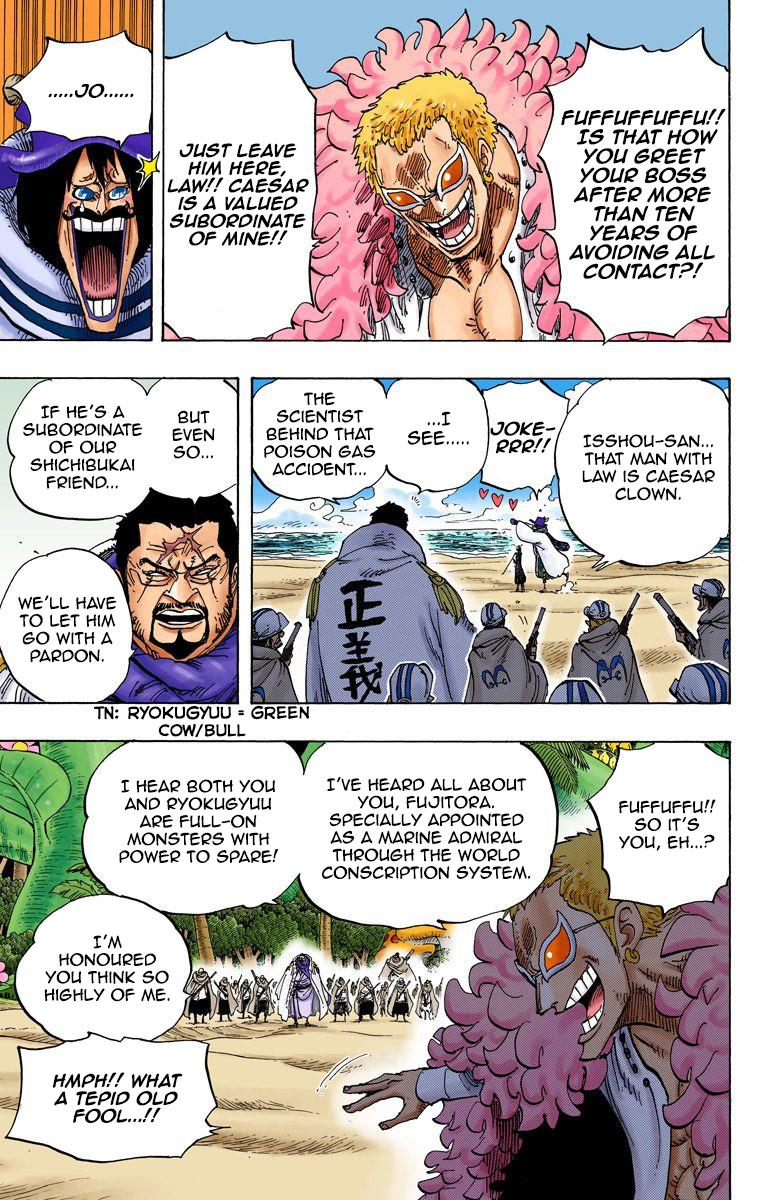 FUFFUFFUFFU!!
IS THAT HOW
YOU GREET
YOUR BOSS
AFTER MORE
THAN TEN
YEARS OF
AVOIDING ALL
CONTACT?!
JUST LEAVE
HIM HERE,
LAW!! CAESAR
IS A VALUED
SUBORDINATE
OF MINE!!
.....JO......
ISSHOU-SAN...
THAT MAN WITH
LAW IS CAESAR
CLOWN.
JOKE-
RRR!!
...I
SEE.....
THE
SCIENTIST
BEHIND THAT
POISON GAS
ACCIDENT...
正義
BUT
EVEN
SO...
IF HE'S A
SUBORDINATE
OF OUR
SHICHIBUKAI
FRIEND...
WE'LL HAVE
TO LET HIM
GO WITH A
PARDON.
TN: RYOKUGYUU = GREEN
COW/BULL
FUFFUFFU!!
SO IT'S
YOU, EH...?
I'VE HEARD ALL ABOUT
YOU, FUJITORA.
SPECIALLY APPOINTED
AS A MARINE ADMIRAL
THROUGH THE WORLD
CONSCRIPTION SYSTEM.
I HEAR BOTH YOU
AND RYOKUGYUU
ARE FULL-ON
MONSTERS WITH
POWER TO SPARE!
I'M
HONOURED
YOU THINK SO
HIGHLY OF ME.
HMPH!! WHAT
A TEPID OLD
FOOL...!!